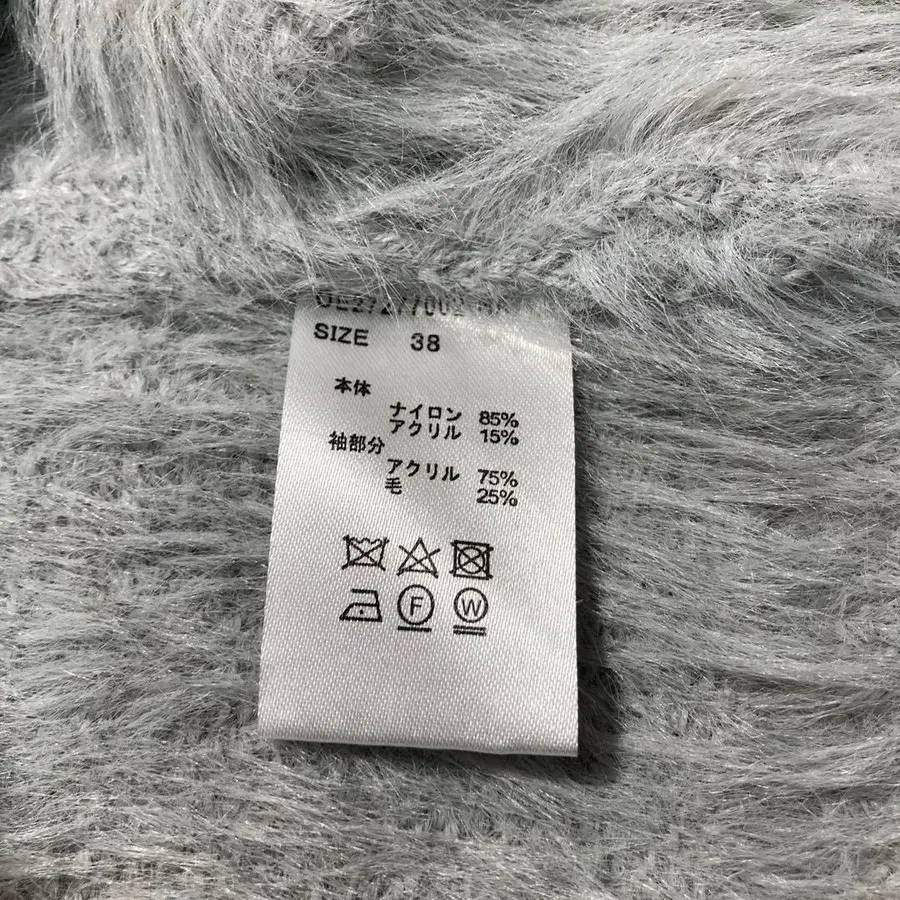 SIZE 38
本体
ナイロン 85%
アクリル 15%
袖部分
アクリル 75%
毛 25%
F W